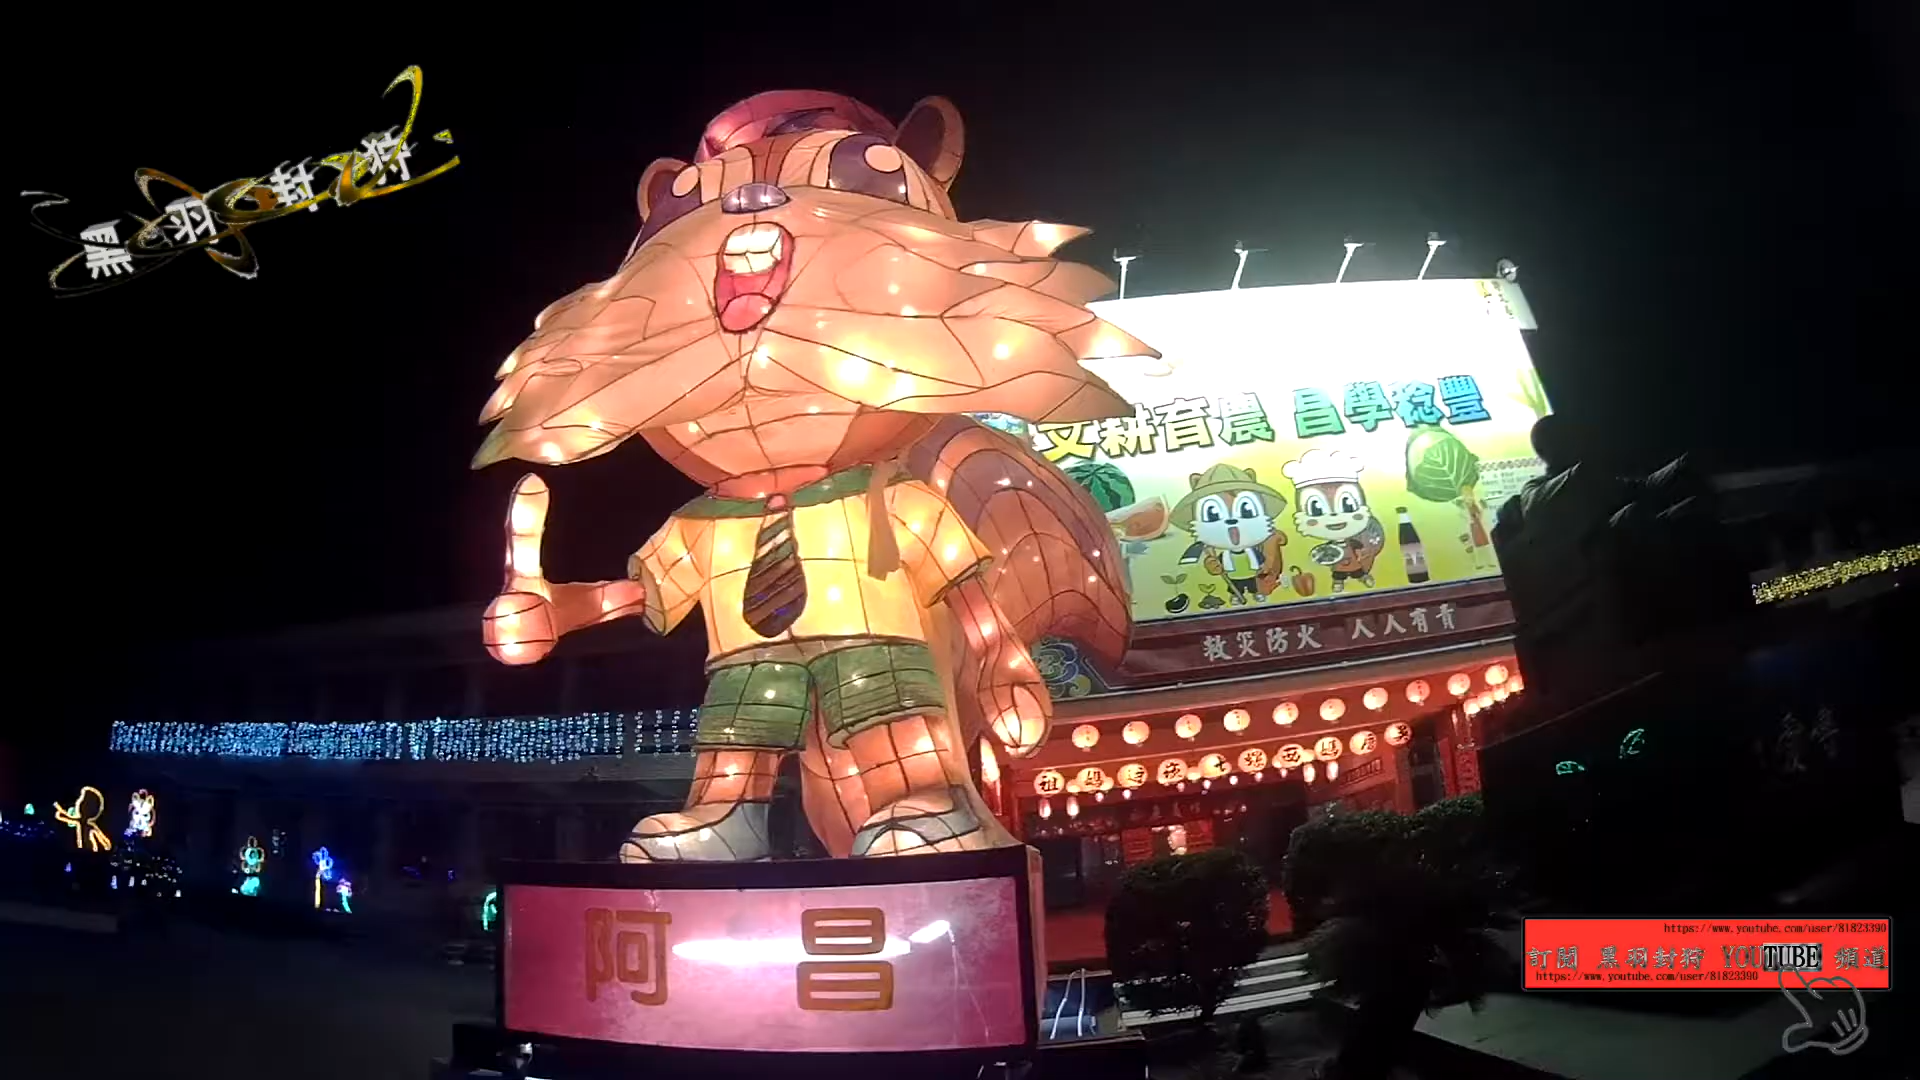 黑羽封狩
文耕育農 昌學稔豐
救災防火 人人有責
阿昌
https://www.youtube.com/user/81823390
訂閱 黑羽封狩 YOUTUBE 頻道
https://www.youtube.com/user/81823390